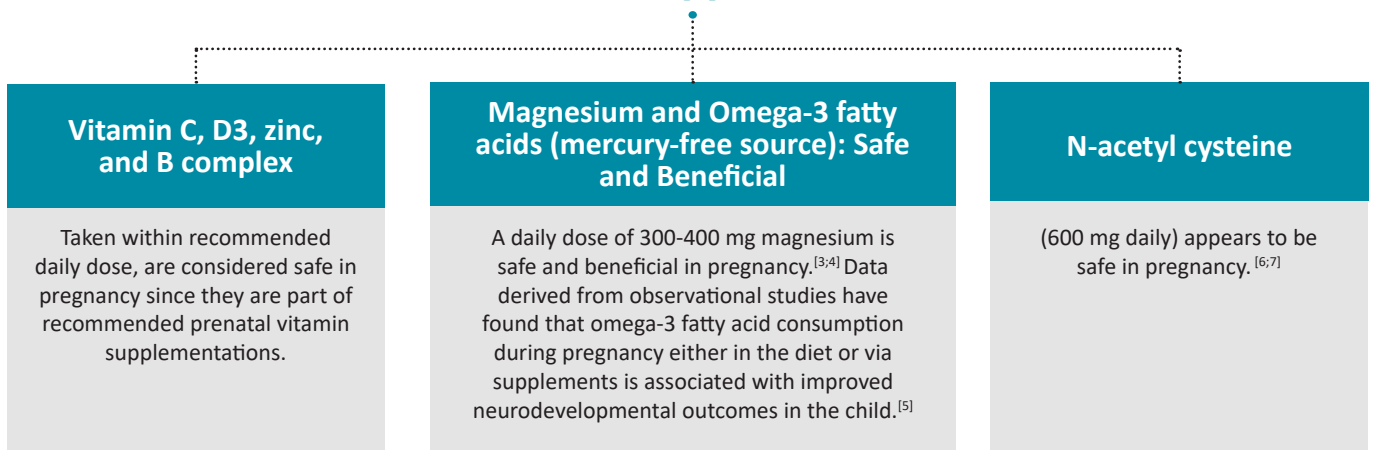 Vitamin C, D3, zinc,
and B complex
Taken within recommended
daily dose, are considered safe in
pregnancy since they are part of
recommended prenatal vitamin
supplementations.
Magnesium and Omega-3 fatty
acids (mercury-free source): Safe
and Beneficial
A daily dose of 300-400 mg magnesium is
safe and beneficial in pregnancy.[3;4] Data
derived from observational studies have
found that omega-3 fatty acid consumption
during pregnancy either in the diet or via
supplements is associated with improved
neurodevelopmental outcomes in the child.[5]
N-acetyl cysteine
(600 mg daily) appears to be
safe in pregnancy. [6;7]